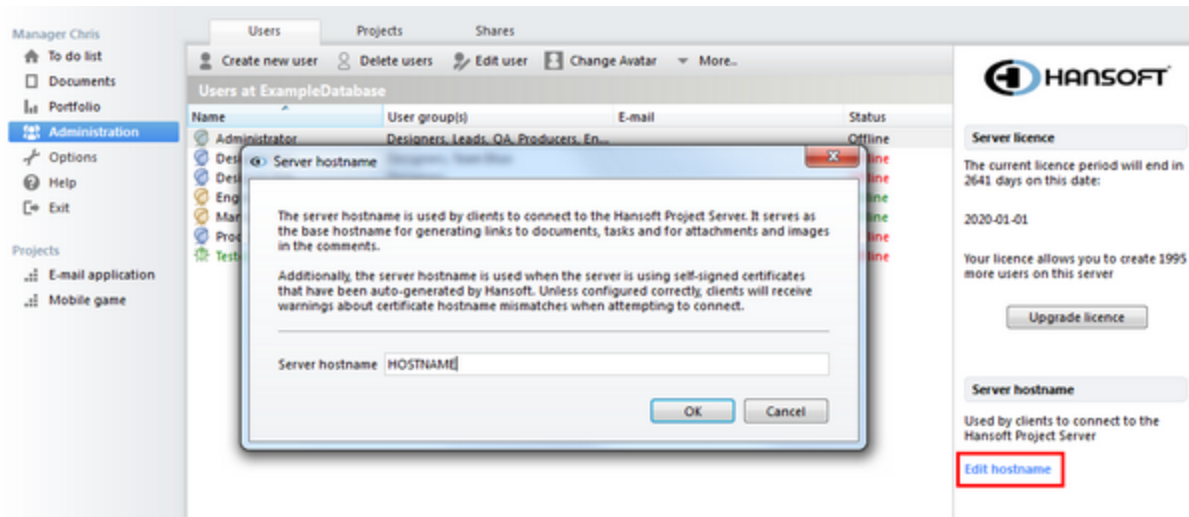 Manager Chris
To do list
Documents
Portfolio
Administration
Options
Help
Exit
Projects
E-mail application
Mobile game
Users Projects Shares
Create new user Delete users Edit user Change Avatar More..
Users at ExampleDatabase
Name User group(s) E-mail Status
Administrator Designers, Leads, QA, Producers, En... Offline
Server hostname
The server hostname is used by clients to connect to the Hansoft Project Server. It serves as
the base hostname for generating links to documents, tasks and for attachments and images
in the comments.
Additionally, the server hostname is used when the server is using self-signed certificates
that have been auto-generated by Hansoft. Unless configured correctly, clients will receive
warnings about certificate hostname mismatches when attempting to connect.
Server hostname HOSTNAME
OK Cancel
HANSOFT
Server licence
The current licence period will end in
2641 days on this date:
2020-01-01
Your licence allows you to create 1995
more users on this server
Upgrade licence
Server hostname
Used by clients to connect to the
Hansoft Project Server
Edit hostname